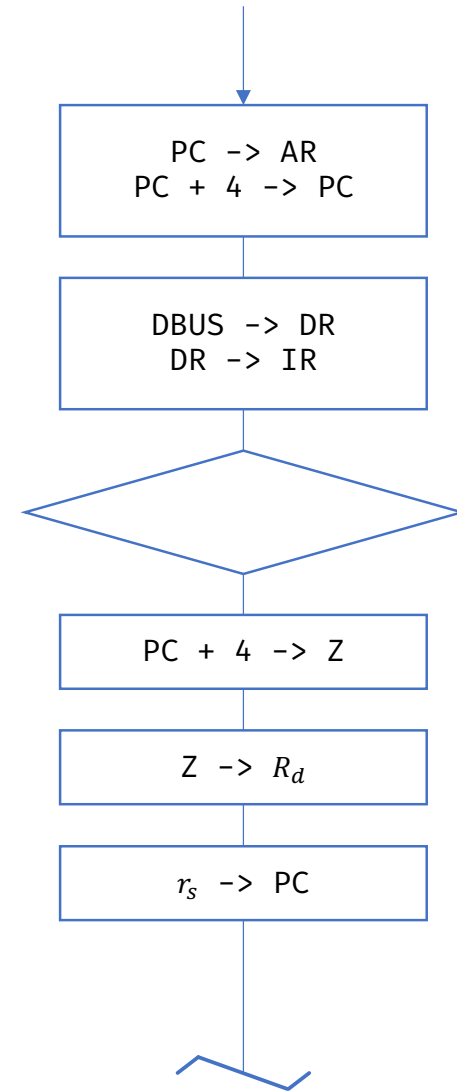 PC -> AR
PC + 4 -> PC
DBUS -> DR
DR -> IR
PC + 4 -> Z
Z -> R_d
r_s -> PC